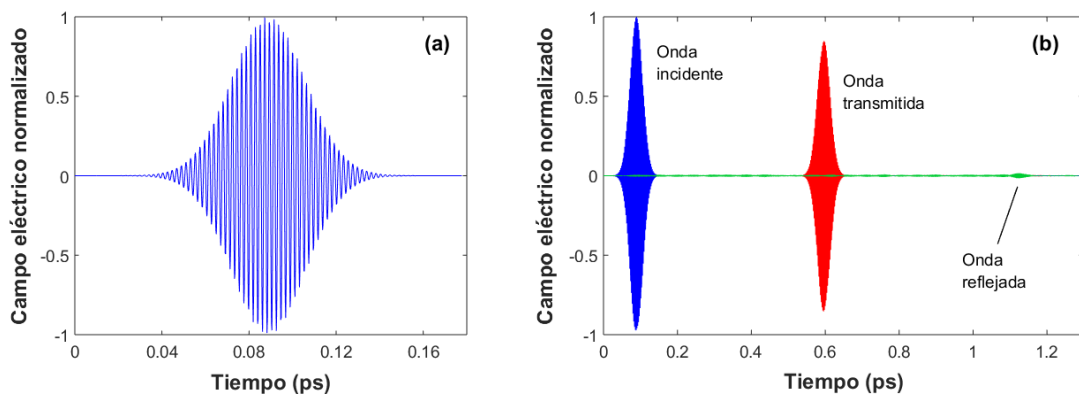 Campo eléctrico normalizado
1
0.5
0
-0.5
-1
(a)
0
0.04
0.08
0.12
0.16
Tiempo (ps)
Campo eléctrico normalizado
1
0.5
0
-0.5
-1
Onda
incidente
Onda
transmitida
(b)
Onda
reflejada
0
0.2
0.4
0.6
0.8
1
1.2
Tiempo (ps)